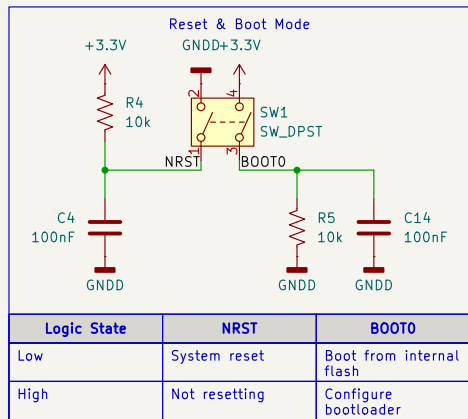 Reset & Boot Mode
+3.3V
GNDD
+3.3V
R4
10k
2
4
SW1
SW_DPST
1
3
NRST
BOOT0
C4
100nF
R5
10k
C14
100nF
GNDD
GNDD
GNDD
Logic State
NRST
BOOT0
Low
System reset
Boot from internal
flash
High
Not resetting
Configure
bootloader